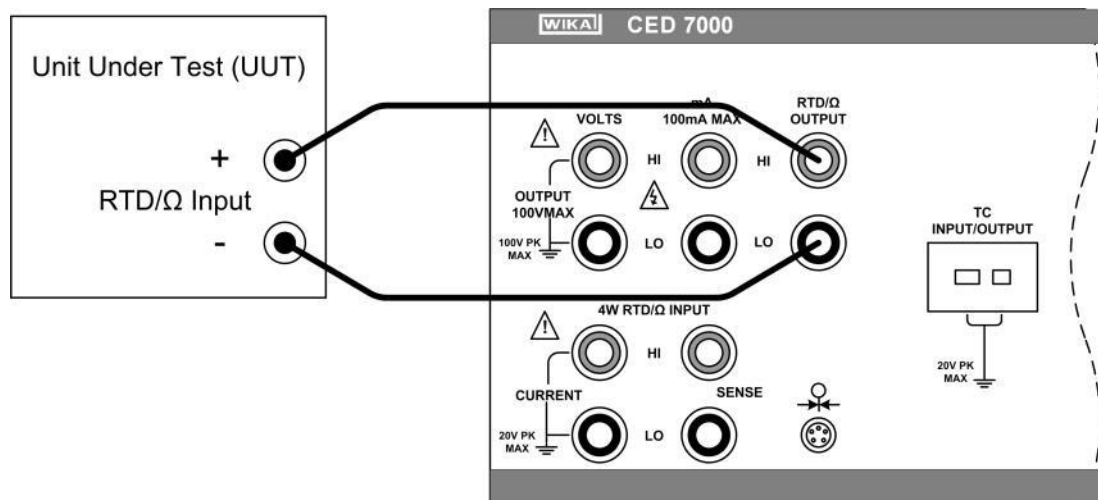 Unit Under Test (UUT)
+
RTD/Ω Input
-
WIKA CED 7000
VOLTS
mA
100mA MAX
RTD/Ω
OUTPUT
HI
HI
OUTPUT
100VMAX
100V PK
MAX
LO
LO
TC
INPUT/OUTPUT
20V PK
MAX
4W RTD/Ω INPUT
HI
CURRENT
SENSE
20V PK
MAX
LO